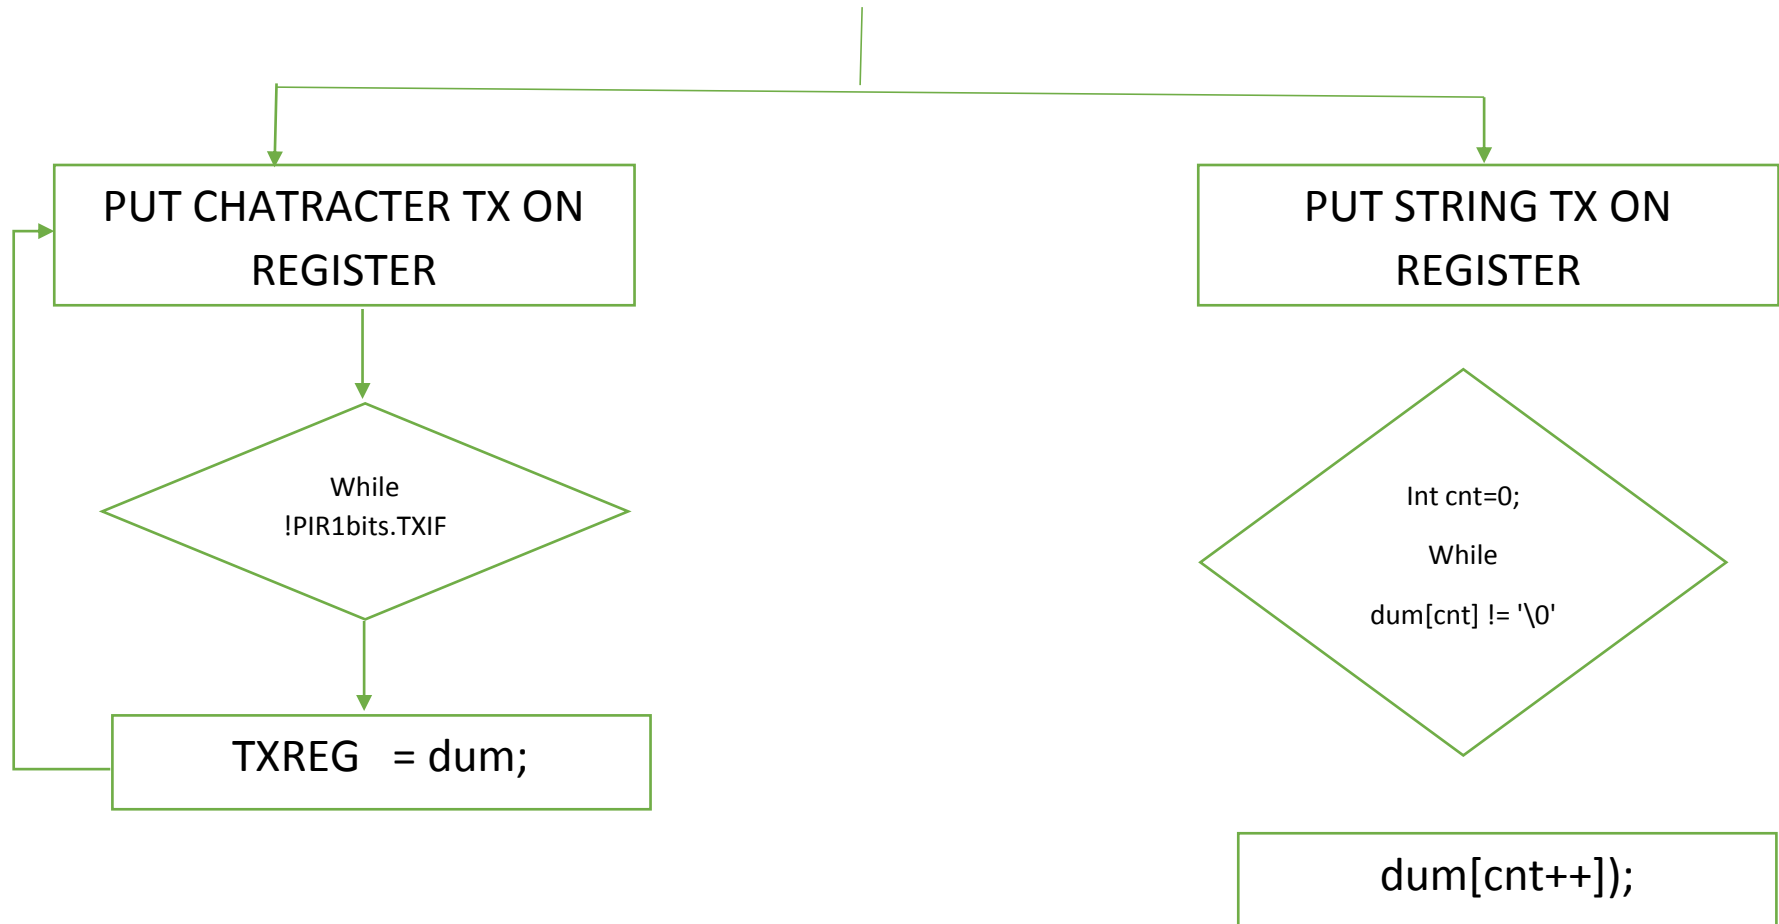 PUT CHATRACTER TX ON
REGISTER
While
!PIR1bits.TXIF
TXREG = dum;
PUT STRING TX ON
REGISTER
Int cnt=0;
While
dum[cnt] != '\0'
dum[cnt++]);